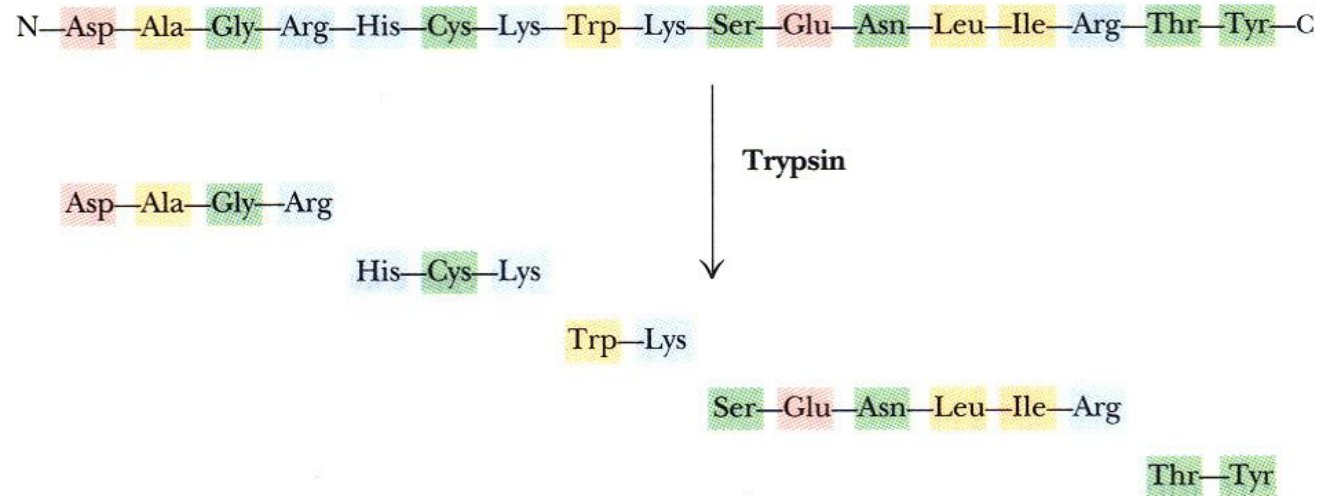 N—Asp—Ala—Gly—Arg—His—Cys—Lys—Trp—Lys—Ser—Glu—Asn—Leu—Ile—Arg—Thr—Tyr—C
Trypsin
Asp—Ala—Gly—Arg
His—Cys—Lys
Trp—Lys
Ser—Glu—Asn—Leu—Ile—Arg
Thr—Tyr